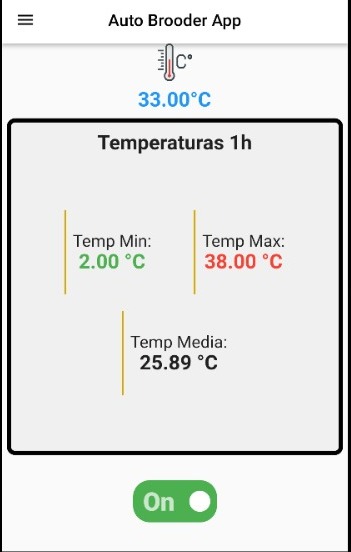 Auto Brooder App
C°
33.00°C
Temperaturas 1h
Temp Min:
2.00 °C
Temp Max:
38.00 °C
Temp Media:
25.89 °C
On